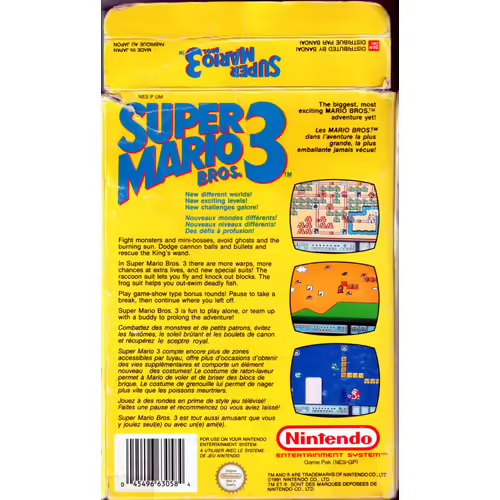 MADE IN JAPAN
FABRIQUÉ AU JAPON
SUPER
MARIO
BROS.
3
™
DISTRIBUTED BY BANDAI
DISTRIBUÉ PAR BANDAI
NES P UM
SUPER
MARIO
BROS.
3
™
The biggest, most
exciting MARIO BROS.™
adventure yet!
Les MARIO BROS.™
dans l'aventure la plus
grande, la plus
emballante jamais vécue!
New different worlds!
New exciting levels!
New challenges galore!
Nouveaux mondes différents!
Nouveaux niveaux différents!
Des défis à profusion!
Fight monsters and mini-bosses, avoid ghosts and the
burning sun. Dodge cannon balls and bullets and
rescue the King's wand.
In Super Mario Bros. 3 there are more warps, more
chances at extra lives, and new special suits! The
raccoon suit lets you fly and knock out blocks. The
frog suit helps you out-swim deadly fish.
Play game-show type bonus rounds! Pause to take a
break, then continue where you left off.
Super Mario Bros. 3 is fun to play alone, or team up
with a buddy to prolong the adventure!
Combattez des monstres et de petits patrons, évitez
les fantômes, le soleil brûlant et les boulets de canon
et récupérez le sceptre royal.
Super Mario 3 compte encore plus de zones
accessibles par tuyau, offre plus d'occasions d'obtenir
des vies supplémentaires et comporte un élément
nouveau – des costumes! Le costume de raton-laveur
permet à Mario de voler et de briser des blocs de
brique. Le costume de grenouille lui permet de nager
plus vite que les poissons meurtriers.
Jouez à des rondes en prime de style jeu télévisé!
Faites une pause et recommencez où vous aviez laissé!
Super Mario Bros. 3 est tout aussi amusant que vous
y jouiez seul(e) ou avec un(e) ami(e).
FOR USE ON YOUR NINTENDO
ENTERTAINMENT SYSTEM
À UTILISER AVEC LE SYSTÈME
DE JEU NINTENDO
0 45496 63058 4
Nintendo®
ENTERTAINMENT SYSTEM™
Game Pak (NES-GP)
TM AND ® ARE TRADEMARKS OF NINTENDO CO., LTD.
©1991 NINTENDO CO., LTD.
TM ET ® SONT DES MARQUES DÉPOSÉES DE
NINTENDO CO., LTD.